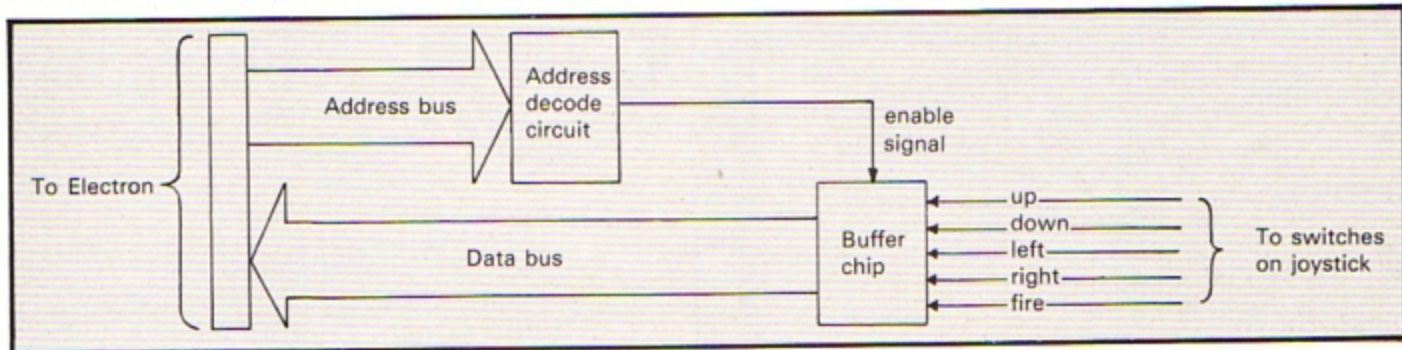 Address bus
Address
decode
circuit
enable
signal
To Electron
Data bus
Buffer
chip
up
down
left
right
fire
To switches
on joystick